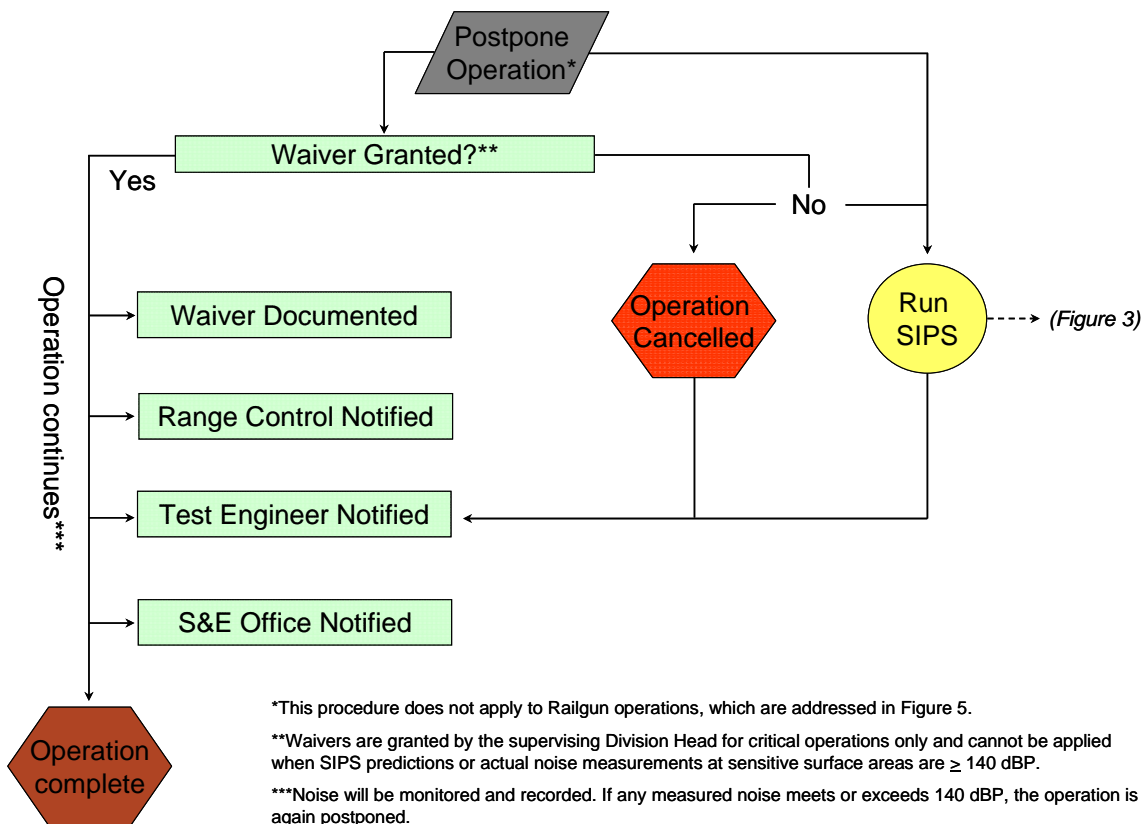 Postpone
Operation*
Waiver Granted?**
Yes
No
Operation continues***
Waiver Documented
Operation
Cancelled
Run
SIPS
(Figure 3)
Range Control Notified
Test Engineer Notified
S&E Office Notified
Operation
complete
*This procedure does not apply to Railgun operations, which are addressed in Figure 5.
**Waivers are granted by the supervising Division Head for critical operations only and cannot be applied
when SIPS predictions or actual noise measurements at sensitive surface areas are ≥ 140 dBP.
***Noise will be monitored and recorded. If any measured noise meets or exceeds 140 dBP, the operation is
again postponed.